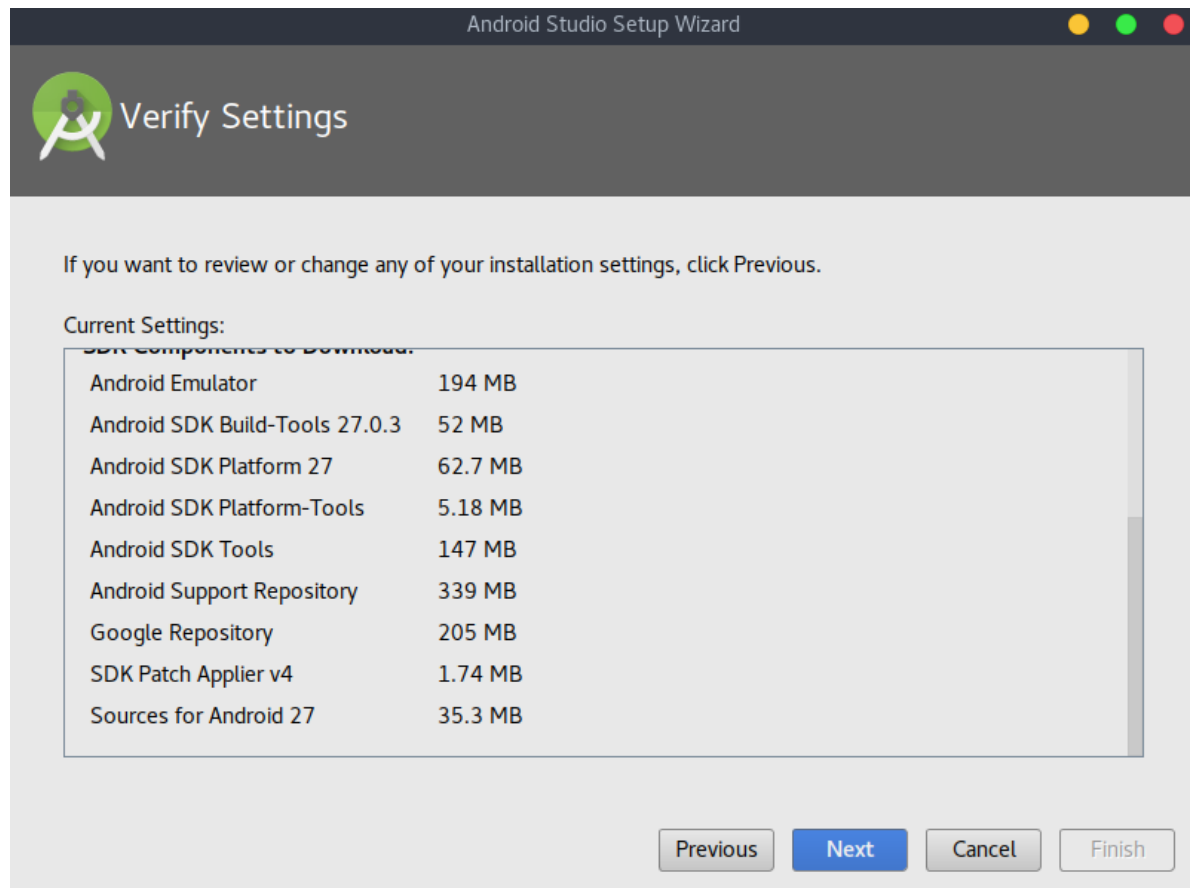 Android Studio Setup Wizard
Verify Settings
If you want to review or change any of your installation settings, click Previous.
Current Settings:
SDK Components to Download:
Android Emulator 194 MB
Android SDK Build-Tools 27.0.3 52 MB
Android SDK Platform 27 62.7 MB
Android SDK Platform-Tools 5.18 MB
Android SDK Tools 147 MB
Android Support Repository 339 MB
Google Repository 205 MB
SDK Patch Applier v4 1.74 MB
Sources for Android 27 35.3 MB
Previous Next Cancel Finish